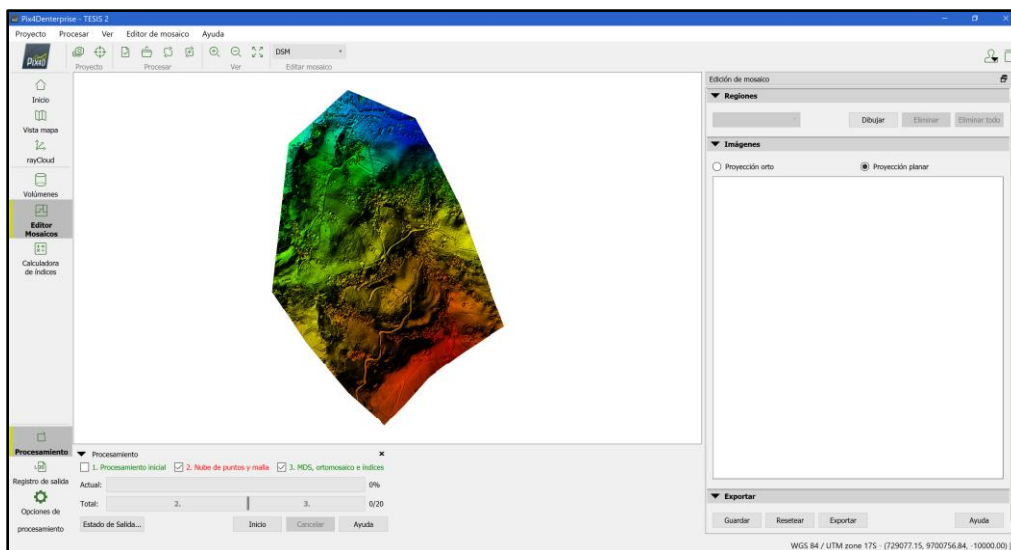 Pix4Denterprise - TESIS 2
Proyecto Procesar Ver Editor de mosaico Ayuda
PIX4D
DSM
Proyecto Procesar Ver Editar mosaico
Inicio
Vista mapa
rayCloud
Volúmenes
Editor
Mosaicos
Calculadora
de índices
Procesamiento
Registro de salida
Opciones de
procesamiento
Procesamiento
1. Procesamiento inicial 2. Nube de puntos y malla 3. MDS, ortomosaico e índices
Actual: 0%
Total: 2. 3. 0/20
Estado de Salida... Inicio Cancelar Ayuda
Edición de mosaico
Regiones
Dibujar Eliminar Eliminar todo
Imágenes
Proyección orto Proyección planar
Exportar
Guardar Resetear Exportar Ayuda
WGS 84 / UTM zone 17S - (729077.15, 9700756.84, -10000.00)